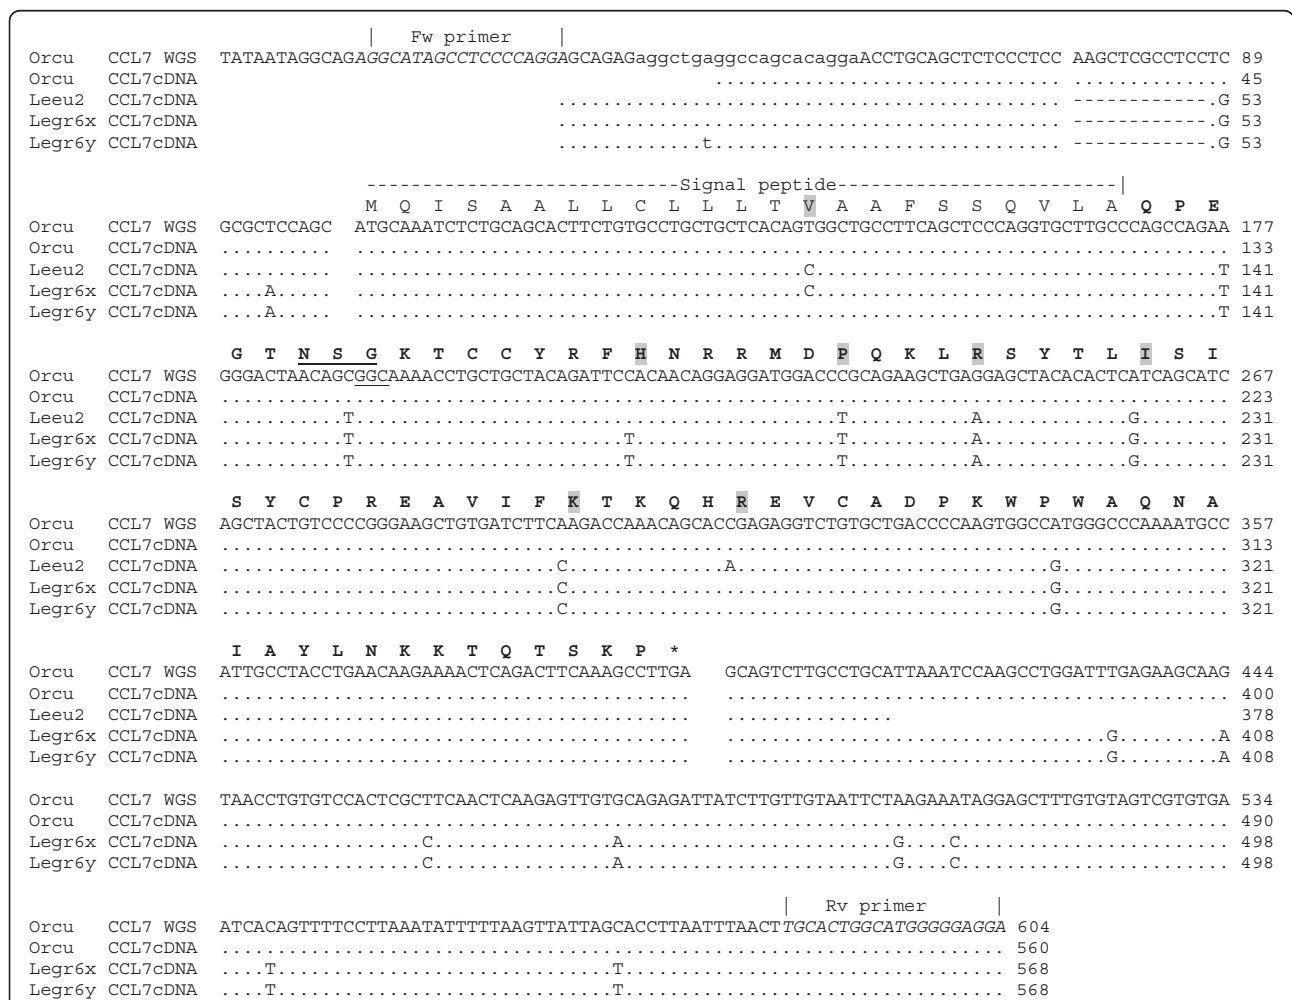 | Fw primer |
Orcu CCL7 WGS TATAATAGGCAGAGGCATAGCCTCCCCAGGAGCAGAGAggctgaggccagcacaggaACCTGCAGCTCTCCCTCC AAGCTCGCCTCCTC 89
Orcu CCL7cDNA ............................... .............. 45
Leeu2 CCL7cDNA ............................................. ------------.G 53
Legr6x CCL7cDNA ............................................. ------------.G 53
Legr6y CCL7cDNA .............t............................... ------------.G 53
----------------------------Signal peptide-------------------------|
M Q I S A A L L C L L L T V A A F S S Q V L A Q P E
Orcu CCL7 WGS GCGCTCCAGC ATGCAAATCTCTGCAGCACTTCTGTGCCTGCTGCTCACAGTGGCTGCCTTCAGCTCCCAGGTGCTTGCCCAGCCAGAA 177
Orcu CCL7cDNA .......... .............................................................................. 133
Leeu2 CCL7cDNA .......... ........................................C.....................................T 141
Legr6x CCL7cDNA ....A..... ........................................C.....................................T 141
Legr6y CCL7cDNA ....A..... .............................................................................T 141
G T N S G K T C C Y R F H N R R M D P Q K L R S Y T L I S I
Orcu CCL7 WGS GGGACTAACAGCGGCAAAACCTGCTGCTACAGATTCCACAACAGGAGGATGGACCCGCAGAAGCTGAGGAGCTACACACTCATCAGCATC 267
Orcu CCL7cDNA .......................................................................................... 223
Leeu2 CCL7cDNA ...........T...........................................T...........A.............G........ 231
Legr6x CCL7cDNA ...........T........................T..................T...........A.............G........ 231
Legr6y CCL7cDNA ...........T........................T..................T...........A.............G........ 231
S Y C P R E A V I F K T K Q H R E V C A D P K W P W A Q N A
Orcu CCL7 WGS AGCTACTGTCCCCGGGAAGCTGTGATCTTCAAGACCAAACAGCACCGAGAGGTCTGTGCTGACCCCAAGTGGCCATGGGCCCAAAATGCC 357
Orcu CCL7cDNA .......................................................................................... 313
Leeu2 CCL7cDNA ..............................C..............A............................G............... 321
Legr6x CCL7cDNA ..............................C...........................................G............... 321
Legr6y CCL7cDNA ..............................C...........................................G............... 321
I A Y L N K K T Q T S K P *
Orcu CCL7 WGS ATTGCCTACCTGAACAAGAAAACTCAGACTTCAAAGCCTTGA GCAGTCTTGCCTGCATTAAATCCAAGCCTGGATTTGAGAAGCAAG 444
Orcu CCL7cDNA .......................................... ............................................. 400
Leeu2 CCL7cDNA .......................................... ............... 378
Legr6x CCL7cDNA .......................................... ..................................G.........A 408
Legr6y CCL7cDNA .......................................... ..................................G.........A 408
Orcu CCL7 WGS TAACCTGTGTCCACTCGCTTCAACTCAAGAGTTGTGCAGAGATTATCTTGTTGTAATTCTAAGAAATAGGAGCTTTGTGTAGTCGTGTGA 534
Orcu CCL7cDNA .......................................................................................... 490
Legr6x CCL7cDNA ..................C................A........................G....C........................ 498
Legr6y CCL7cDNA ..................C................A........................G....C........................ 498
| Rv primer |
Orcu CCL7 WGS ATCACAGTTTTCCTTAAATATTTTTAAGTTATTAGCACCTTAATTTAACTTGCACTGGCATGGGGGAGGA 604
Orcu CCL7cDNA ...................................................................... 560
Legr6x CCL7cDNA ....T..............................T.................................. 568
Legr6y CCL7cDNA ....T..............................T.................................. 568